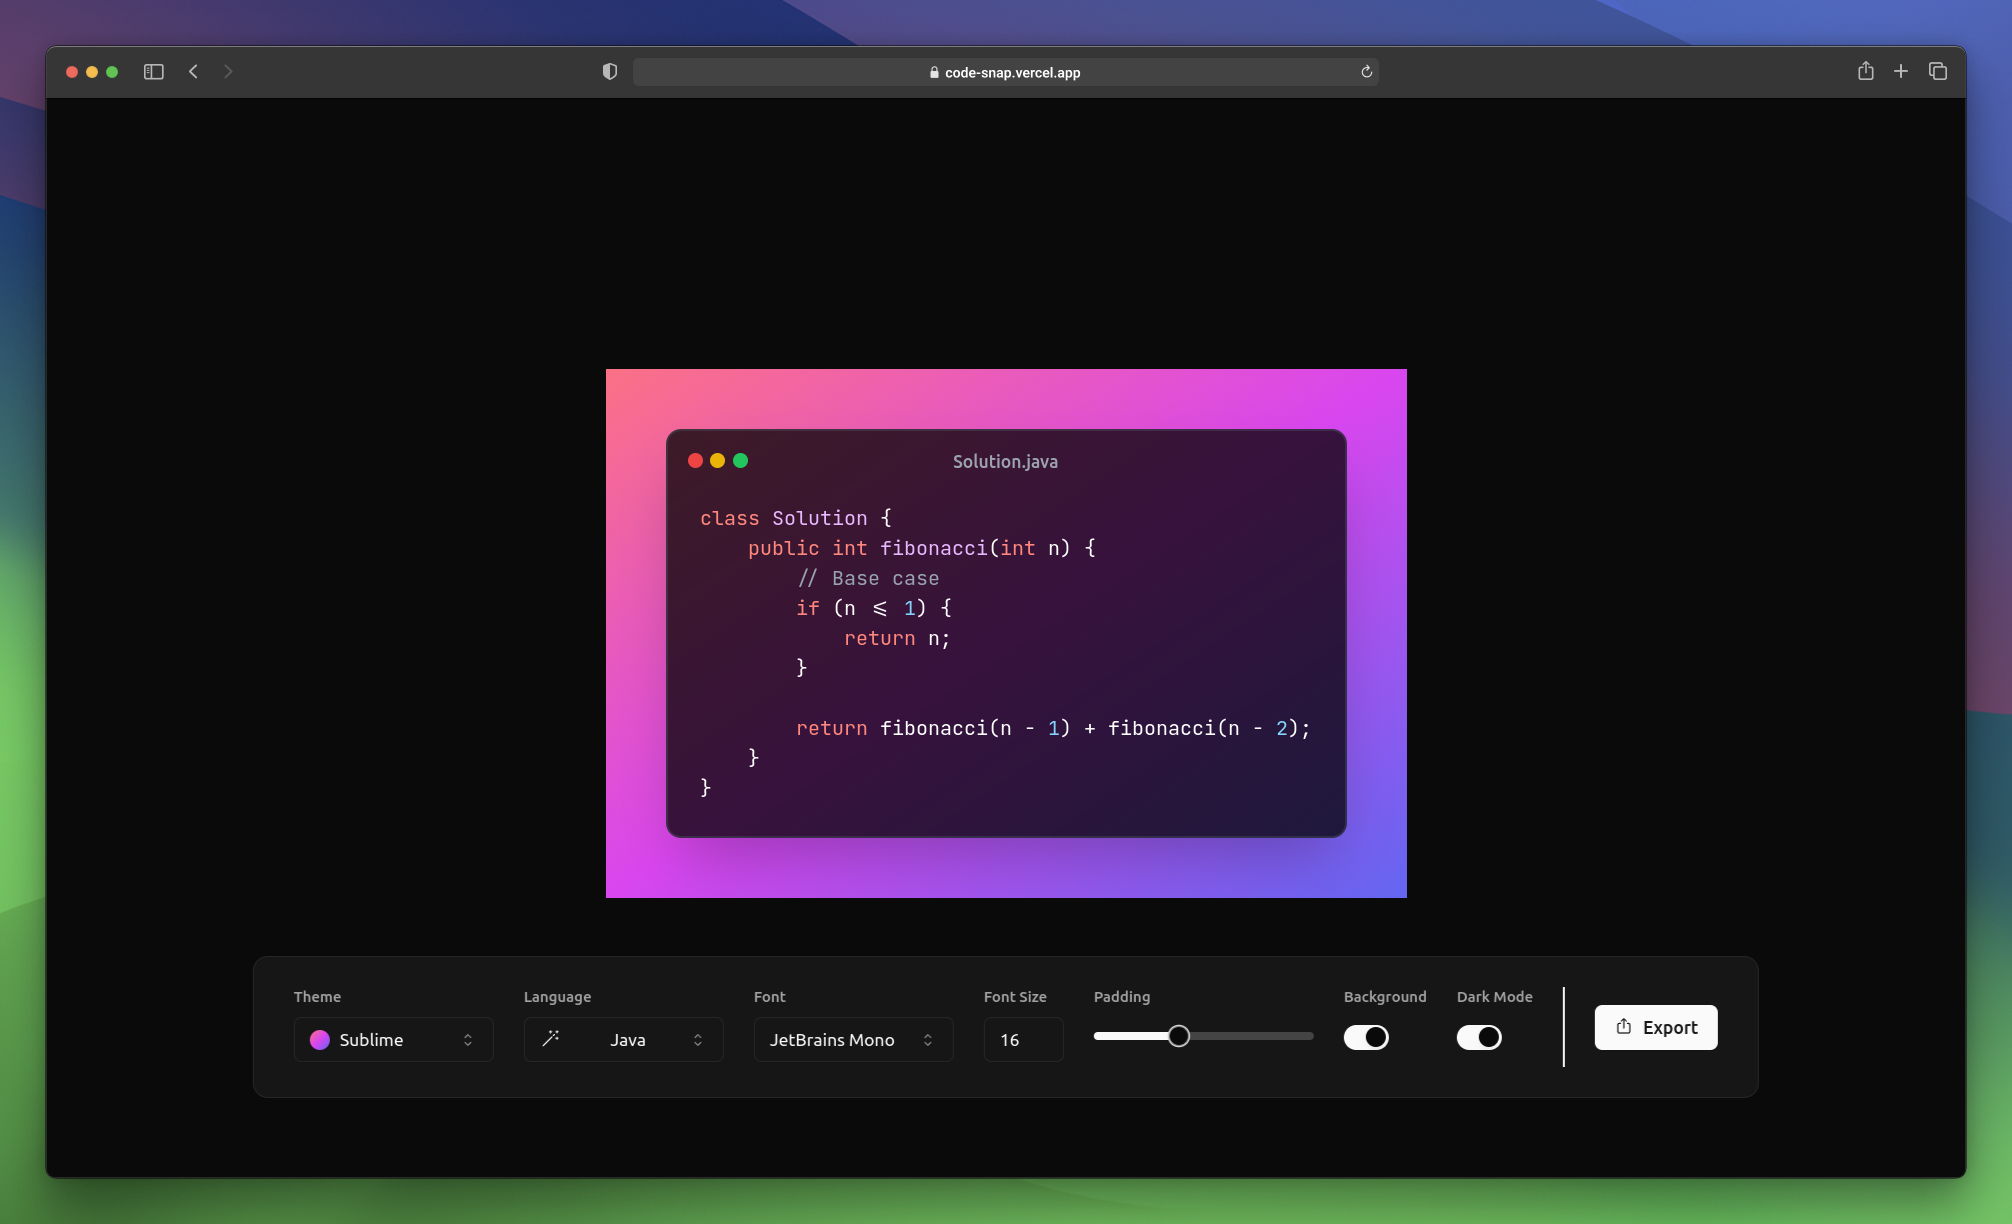 code-snap.vercel.app
Solution.java
class Solution {
    public int fibonacci(int n) {
        // Base case
        if (n <= 1) {
            return n;
        }

        return fibonacci(n - 1) + fibonacci(n - 2);
    }
}
Theme Language Font Font Size Padding Background Dark Mode
Sublime Java JetBrains Mono 16 Export